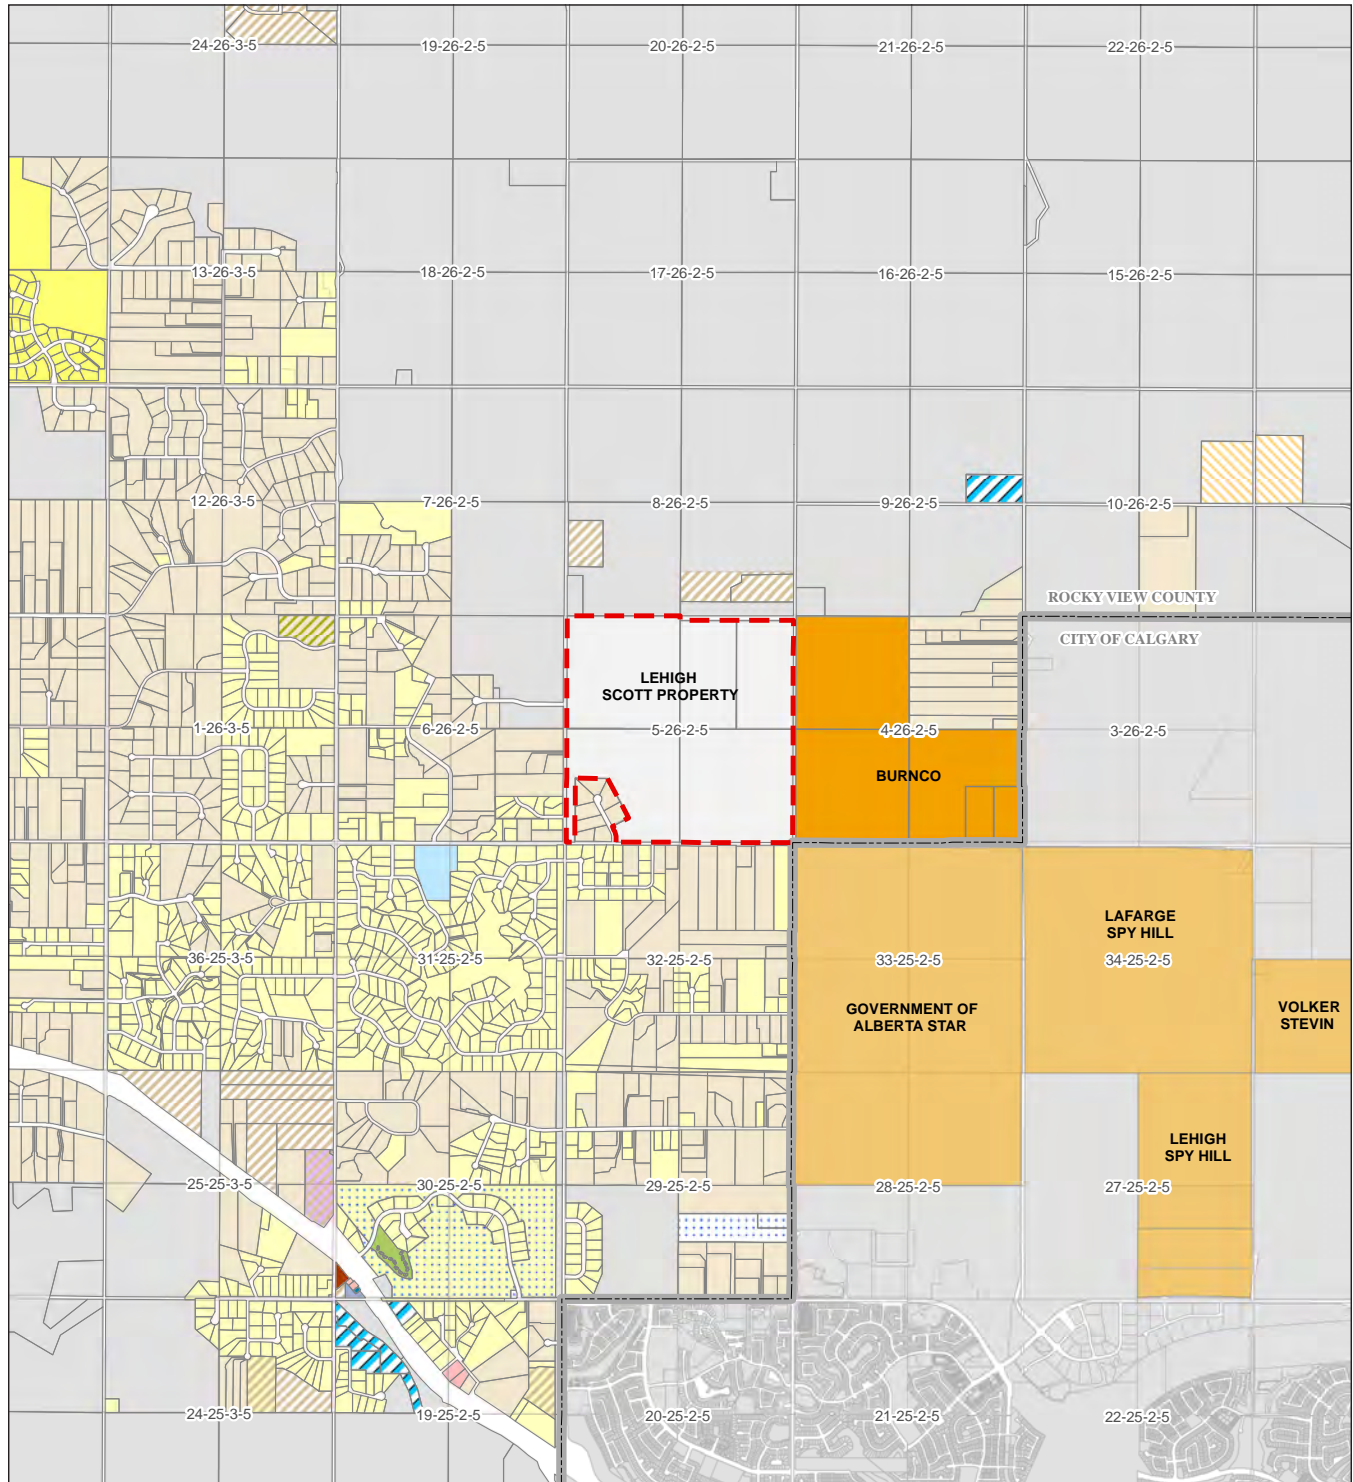 24-26-3-5
19-26-2-5
20-26-2-5
21-26-2-5
22-26-2-5
13-26-3-5
18-26-2-5
17-26-2-5
16-26-2-5
15-26-2-5
12-26-3-5
7-26-2-5
8-26-2-5
9-26-2-5
10-26-2-5
ROCKY VIEW COUNTY
CITY OF CALGARY
LEHIGH
SCOTT PROPERTY
1-26-3-5
6-26-2-5
5-26-2-5
4-26-2-5
3-26-2-5
BURNCO
LAFARGE
SPY HILL
36-25-3-5
31-25-2-5
32-25-2-5
33-25-2-5
34-25-2-5
GOVERNMENT OF
ALBERTA STAR
VOLKER
STEVIN
LEHIGH
SPY HILL
25-25-3-5
30-25-2-5
29-25-2-5
28-25-2-5
27-25-2-5
24-25-3-5
19-25-2-5
20-25-2-5
21-25-2-5
22-25-2-5